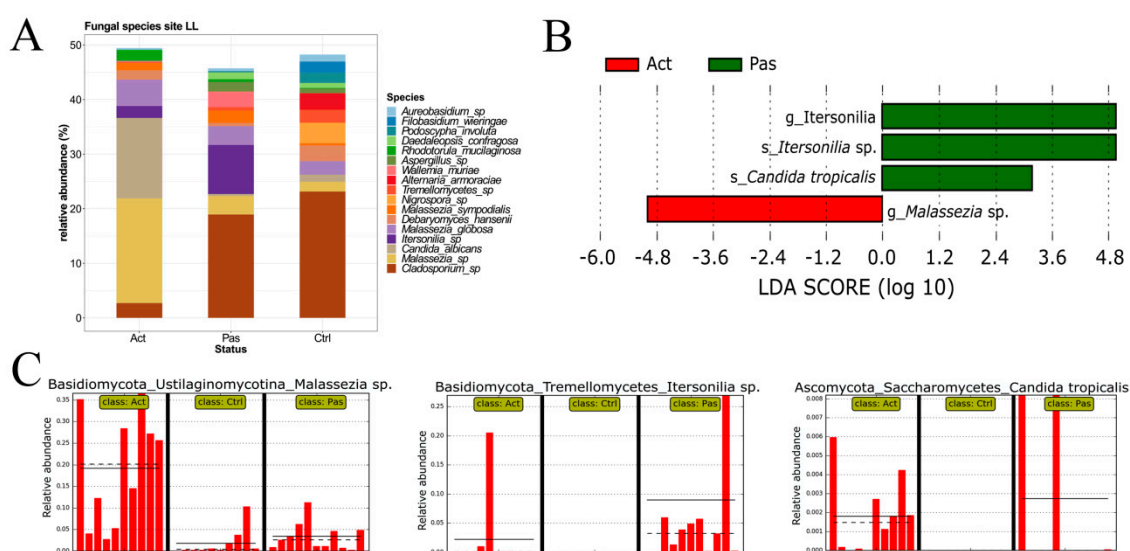 A
Fungal species site LL
relative abundance (%)
50
40
30
20
10
0
Act
Pas
Ctrl
Status
Species
Aureobasidium_sp
Filobasidium_wieringae
Podoscypha_involuta
Daedaleopsis_confragosa
Rhodotorula_mucilaginosa
Aspergillus_sp
Wallemia_muriae
Alternaria_armoraciae
Tremellomycetes_sp
Nigrospora_sp
Malassezia_sympodialis
Debaryomyces_hansenii
Malassezia_globosa
Itersonilia_sp
Candida_albicans
Malassezia_sp
Cladosporium_sp
B
Act
Pas
g_Itersonilia
s_Itersonilia sp.
s_Candida tropicalis
g_Malassezia sp.
-6.0 -4.8 -3.6 -2.4 -1.2 0.0 1.2 2.4 3.6 4.8
LDA SCORE (log 10)
C
Basidiomycota_Ustilaginomycotina_Malassezia sp.
class: Act
class: Ctrl
class: Pas
Relative abundance
0.35
0.30
0.25
0.20
0.15
0.10
0.05
0.00
Basidiomycota_Tremellomycetes_Itersonilia sp.
class: Act
class: Ctrl
class: Pas
Relative abundance
0.25
0.20
0.15
0.10
0.05
0.00
Ascomycota_Saccharomycetes_Candida tropicalis
class: Act
class: Ctrl
class: Pas
Relative abundance
0.008
0.007
0.006
0.005
0.004
0.003
0.002
0.001
0.000